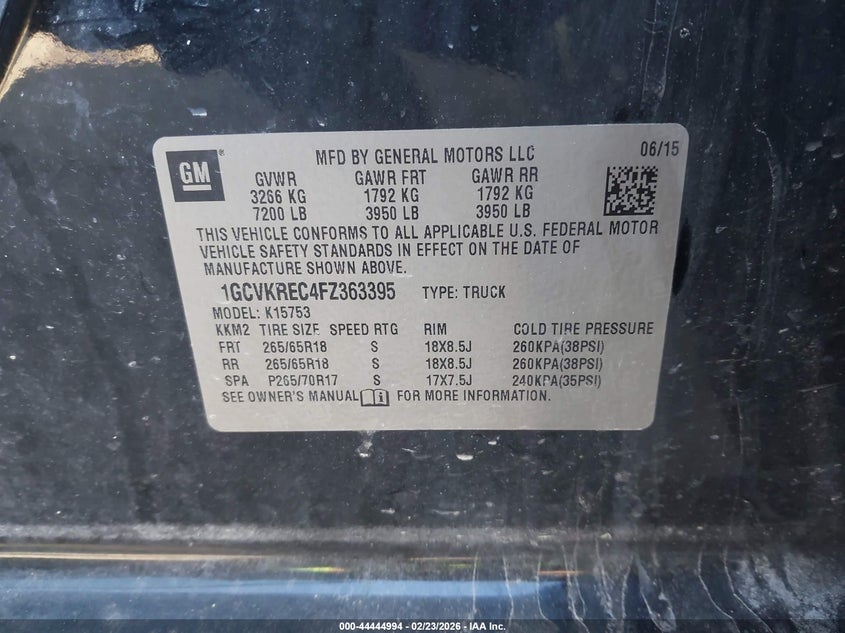 GM ® MFD BY GENERAL MOTORS LLC 06/15
GVWR GAWR FRT GAWR RR
3266 KG 1792 KG 1792 KG
7200 LB 3950 LB 3950 LB
THIS VEHICLE CONFORMS TO ALL APPLICABLE U.S. FEDERAL MOTOR
VEHICLE SAFETY STANDARDS IN EFFECT ON THE DATE OF
MANUFACTURE SHOWN ABOVE.
1GCVKREC4FZ363395 TYPE: TRUCK
MODEL: K15753
KKM2 TIRE SIZE SPEED RTG RIM COLD TIRE PRESSURE
FRT 265/65R18 S 18X8.5J 260KPA(38PSI)
RR 265/65R18 S 18X8.5J 260KPA(38PSI)
SPA P265/70R17 S 17X7.5J 240KPA(35PSI)
SEE OWNER'S MANUAL i FOR MORE INFORMATION.
000-44444994 - 02/23/2026 - IAA Inc.